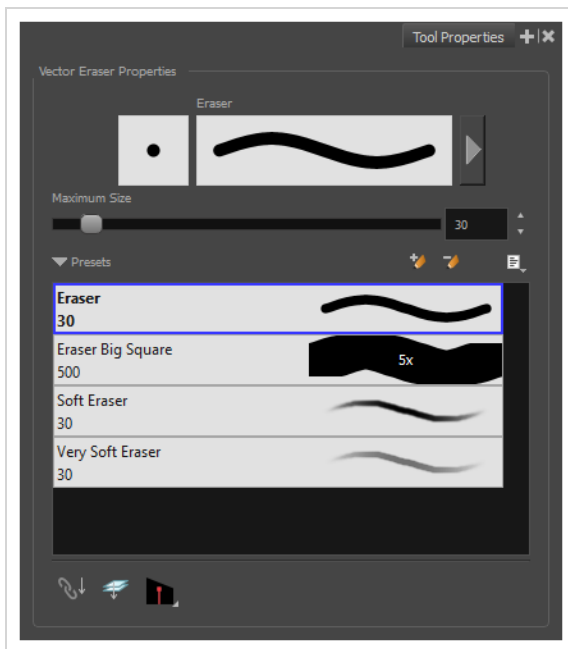 Tool Properties
Vector Eraser Properties
Eraser
Maximum Size
30
Presets
Eraser
30
Eraser Big Square
500
5x
Soft Eraser
30
Very Soft Eraser
30